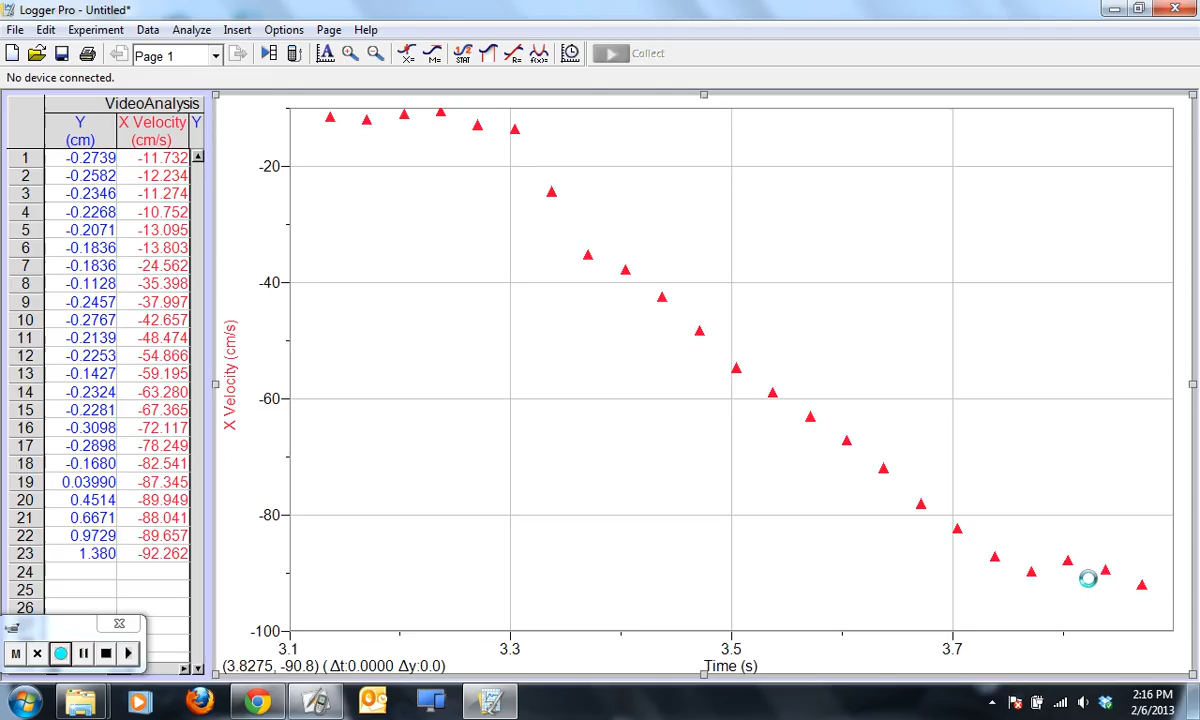 Logger Pro - Untitled*
File Edit Experiment Data Analyze Insert Options Page Help
Page 1 X= M= STAT R= f(x)= Collect
No device connected.
VideoAnalysis
Y X Velocity Y
(cm) (cm/s)
1 -0.2739 -11.732
2 -0.2582 -12.234
3 -0.2346 -11.274
4 -0.2268 -10.752
5 -0.2071 -13.095
6 -0.1836 -13.803
7 -0.1836 -24.562
8 -0.1128 -35.398
9 -0.2457 -37.997
10 -0.2767 -42.657
11 -0.2139 -48.474
12 -0.2253 -54.866
13 -0.1427 -59.195
14 -0.2324 -63.280
15 -0.2281 -67.365
16 -0.3098 -72.117
17 -0.2898 -78.249
18 -0.1680 -82.541
19 0.03990 -87.345
20 0.4514 -89.949
21 0.6671 -88.041
22 0.9729 -89.657
23 1.380 -92.262
24
25
26
M
X Velocity (cm/s)
-20
-40
-60
-80
-100
3.1 3.3 3.5 3.7
(3.8275, -90.8) (Δt:0.0000 Δy:0.0) Time (s)
2:16 PM
2/6/2013